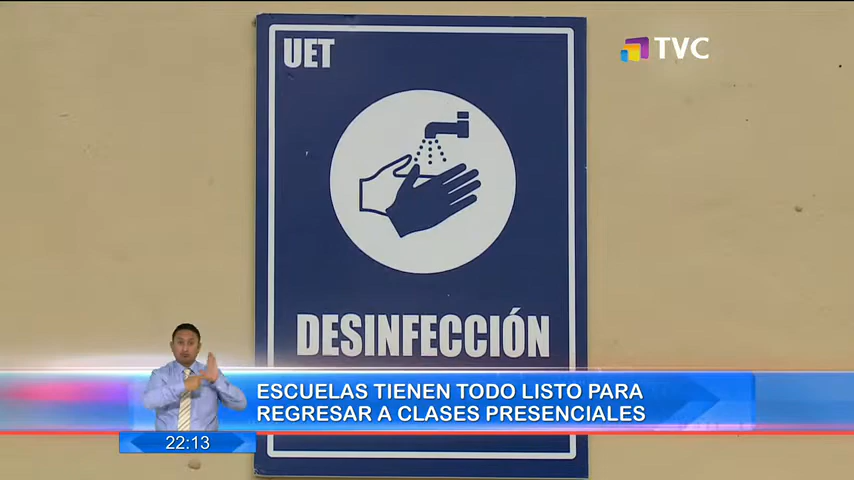 UET
TVC
DESINFECCIÓN
ESCUELAS TIENEN TODO LISTO PARA
REGRESAR A CLASES PRESENCIALES
22:13